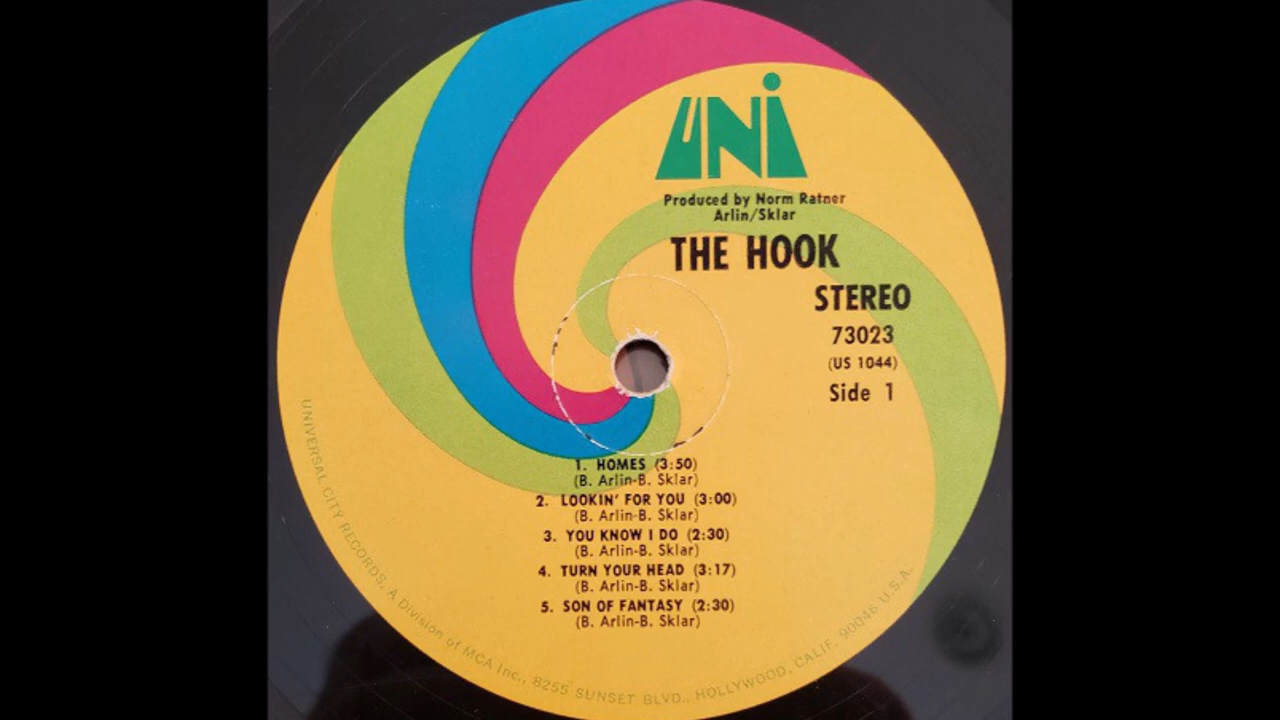 UNI
Produced by Norm Ratner
Arlin/Sklar
THE HOOK
STEREO
73023
(US 1044)
Side 1
1. HOMES (3:50)
(B. Arlin-B. Sklar)
2. LOOKIN' FOR YOU (3:00)
(B. Arlin-B. Sklar)
3. YOU KNOW I DO (2:30)
(B. Arlin-B. Sklar)
4. TURN YOUR HEAD (3:17)
(B. Arlin-B. Sklar)
5. SON OF FANTASY (2:30)
(B. Arlin-B. Sklar)
UNIVERSAL CITY RECORDS, A Division of MCA Inc., 8255 SUNSET BLVD., HOLLYWOOD, CALIF. 90046 U.S.A.